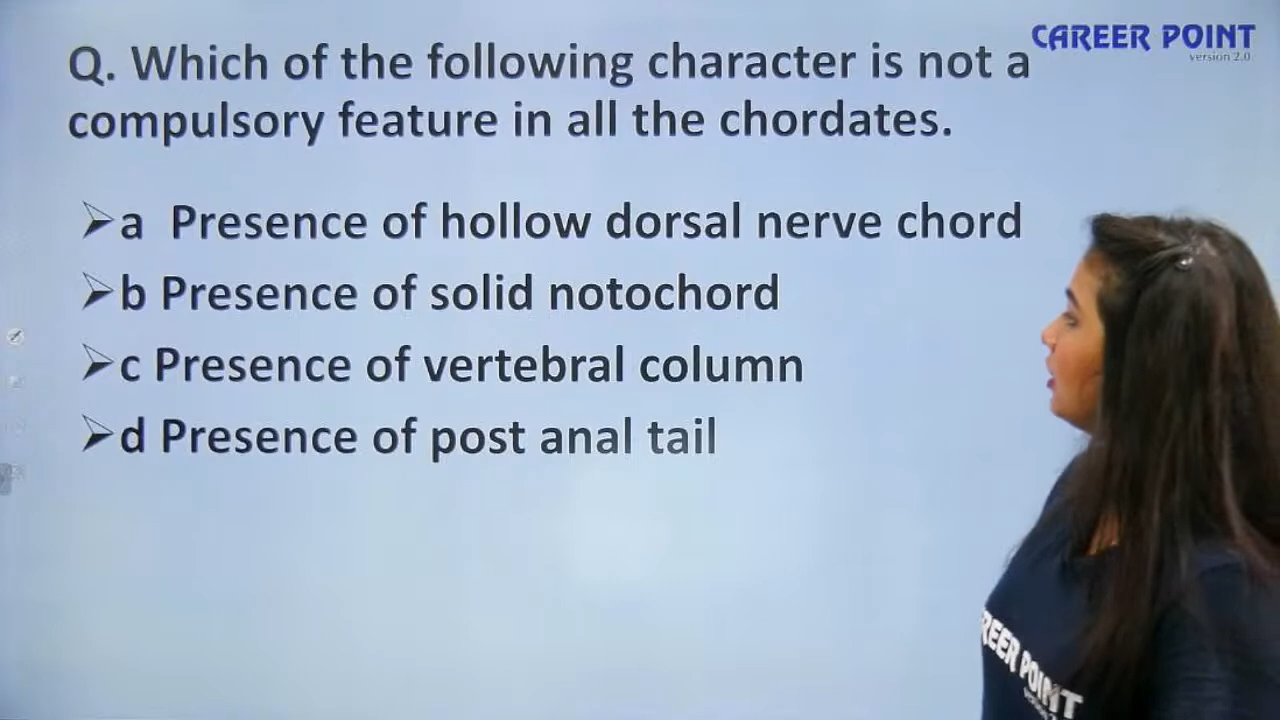 CAREER POINT
version 2.0
Q. Which of the following character is not a
compulsory feature in all the chordates.
➢a Presence of hollow dorsal nerve chord
➢b Presence of solid notochord
➢c Presence of vertebral column
➢d Presence of post anal tail
REER POINT